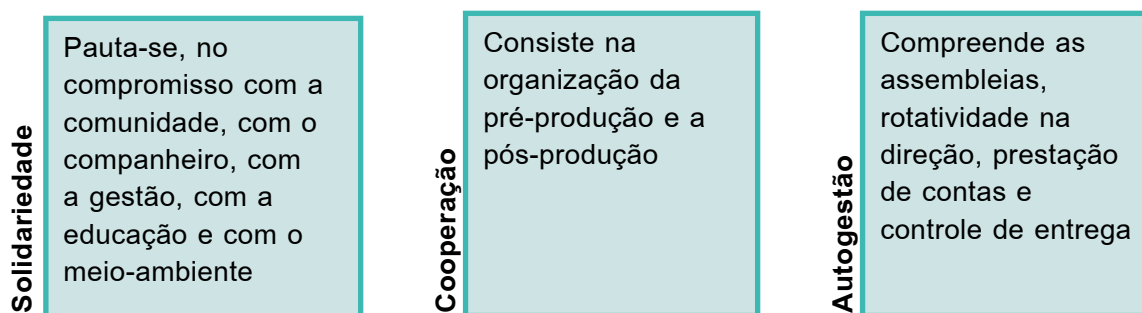 Solidariedade
Pauta-se, no
compromisso com a
comunidade, com o
companheiro, com
a gestão, com a
educação e com o
meio-ambiente
Cooperação
Consiste na
organização da
pré-produção e a
pós-produção
Autogestão
Compreende as
assembleias,
rotatividade na
direção, prestação
de contas e
controle de entrega